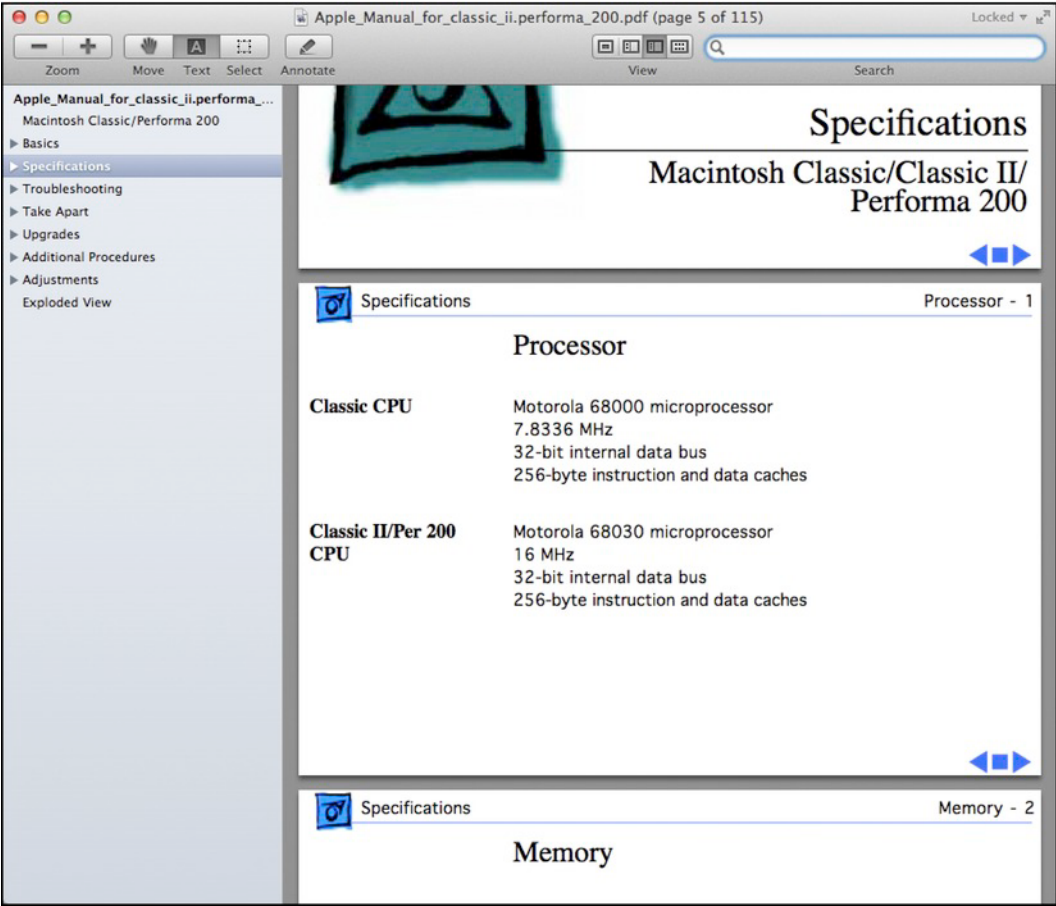 Apple_Manual_for_classic_ii.performa_200.pdf (page 5 of 115)
Locked
Zoom
Move
Text
Select
Annotate
View
Search
Apple_Manual_for_classic_ii.performa_...
Macintosh Classic/Performa 200
Basics
Specifications
Troubleshooting
Take Apart
Upgrades
Additional Procedures
Adjustments
Exploded View
Specifications
Macintosh Classic/Classic II/
Performa 200
Specifications
Processor - 1
Processor
Classic CPU
Motorola 68000 microprocessor
7.8336 MHz
32-bit internal data bus
256-byte instruction and data caches
Classic II/Per 200
CPU
Motorola 68030 microprocessor
16 MHz
32-bit internal data bus
256-byte instruction and data caches
Specifications
Memory - 2
Memory